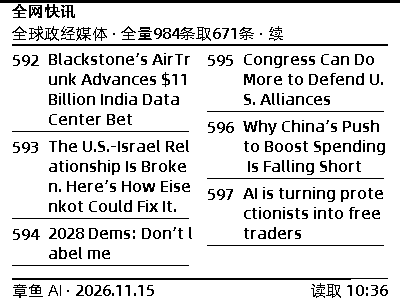 全网快讯
全球政经媒体 · 全量984条取671条 · 续
592 Blackstone's AirTr
unk Advances $11
Billion India Data
Center Bet
593 The U.S.-Israel Rel
ationship Is Broke
n. Here's How Eise
nkot Could Fix It.
594 2028 Dems: Don't l
abel me
595 Congress Can Do
More to Defend U.
S. Alliances
596 Why China's Push
to Boost Spending
Is Falling Short
597 AI is turning prote
ctionists into free
traders
章鱼 AI · 2026.11.15
读取 10:36